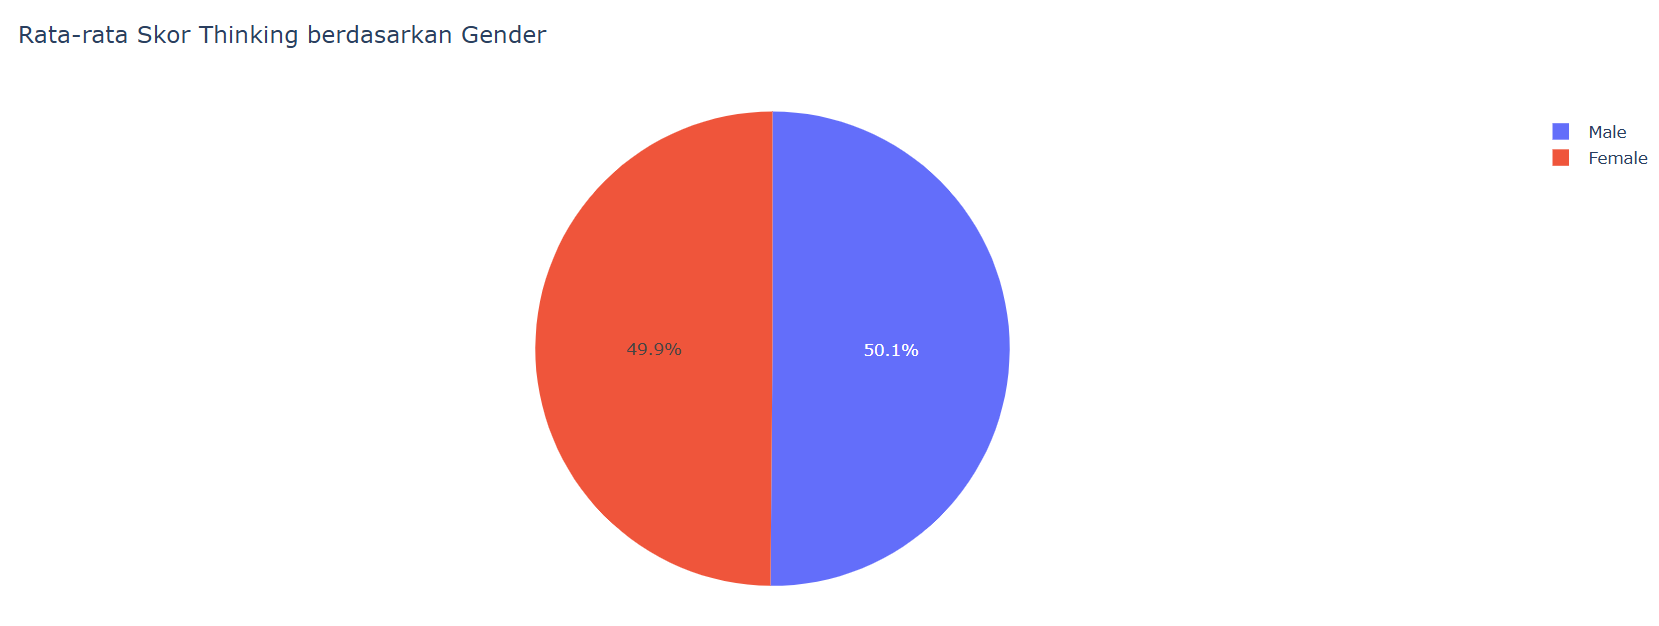 Rata-rata Skor Thinking berdasarkan Gender
Male
Female
49.9%
50.1%